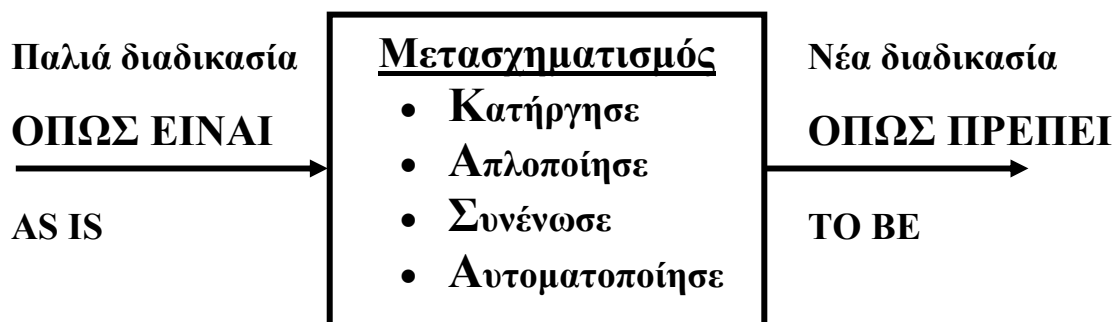 Παλιά διαδικασία
ΟΠΩΣ ΕΙΝΑΙ
AS IS
Μετασχηματισμός
• Κατήργησε
• Απλοποίησε
• Συνένωσε
• Αυτοματοποίησε
Νέα διαδικασία
ΟΠΩΣ ΠΡΕΠΕΙ
TO BE